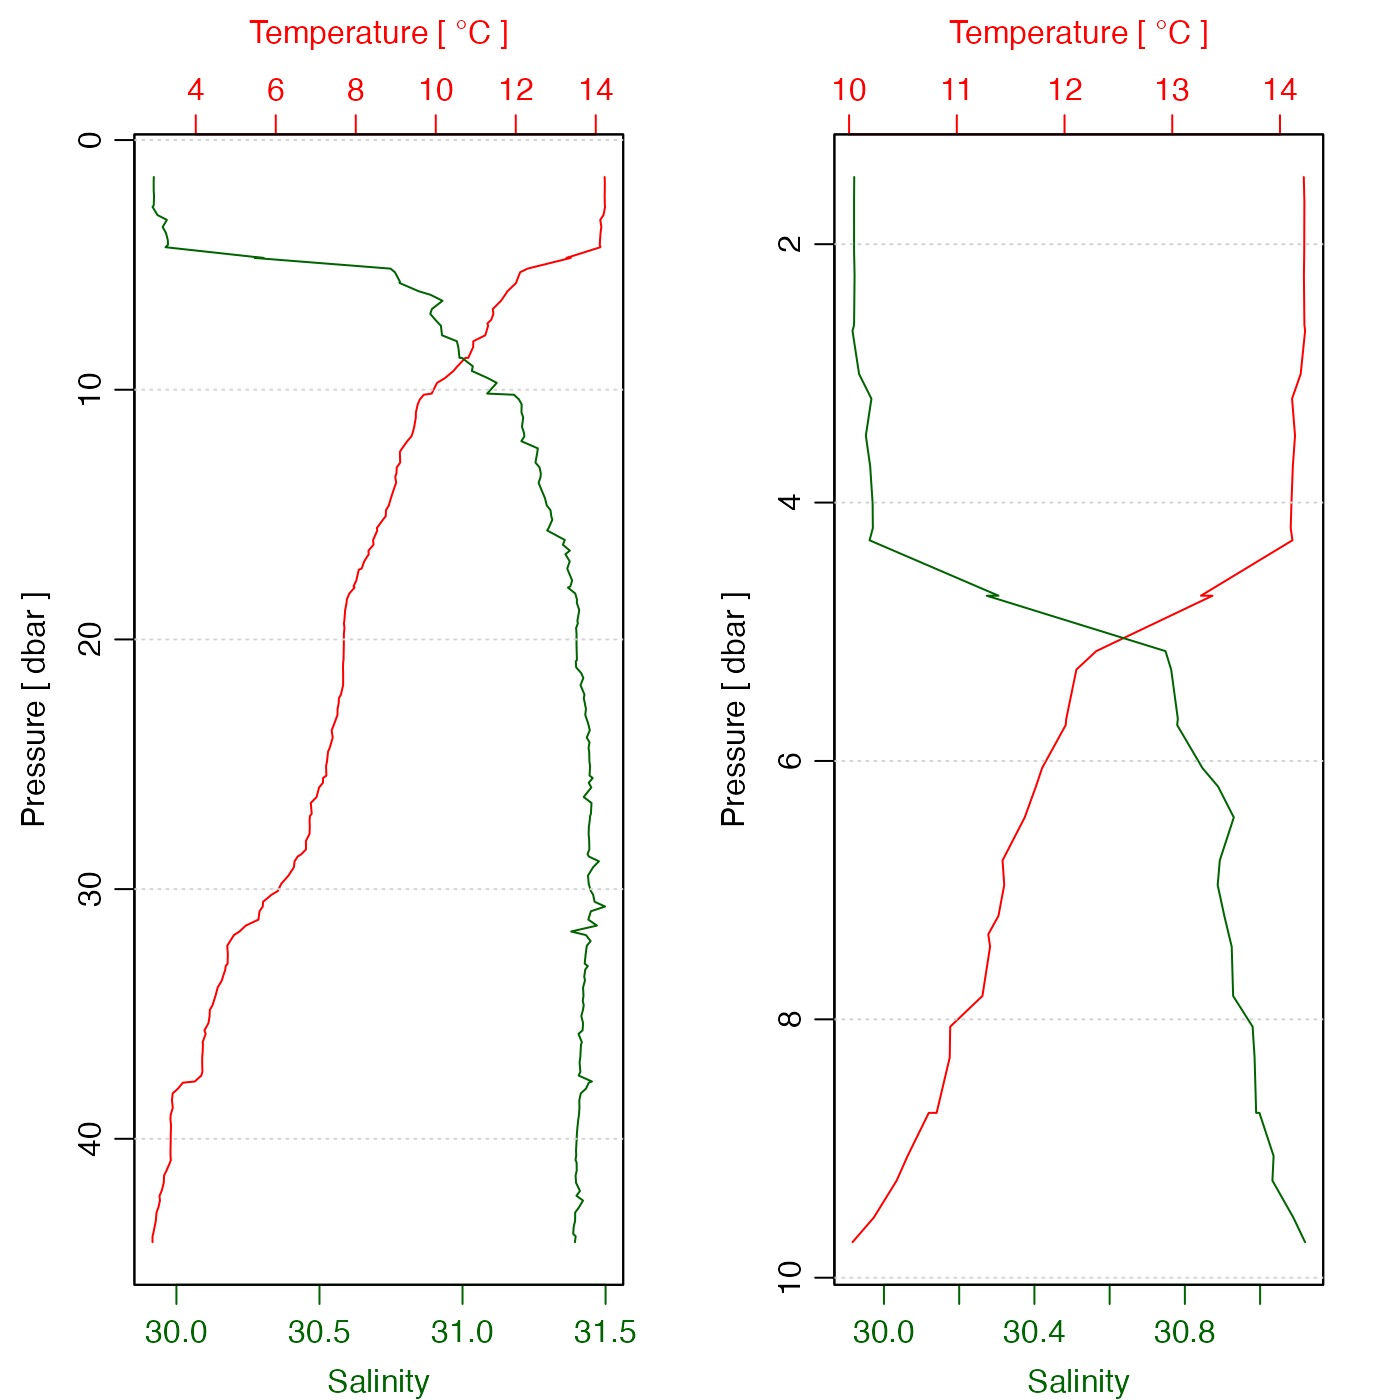 Temperature [ °C ]
4 6 8 10 12 14
0
10
20
30
40
Pressure [ dbar ]
30.0 30.5 31.0 31.5
Salinity
Temperature [ °C ]
10 11 12 13 14
2
4
6
8
10
Pressure [ dbar ]
30.0 30.4 30.8
Salinity